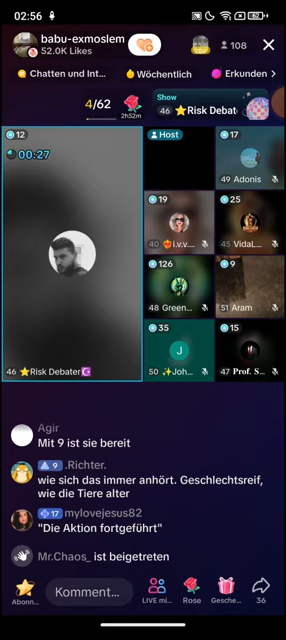 02:56
62
babu-exmoslem
52.0K Likes
108
Chatten und Int...
Wöchentlich
Erkunden
4/62
2h52m
Show
46 ⭐Risk Debat
12
00:27
Host
17
49 Adonis
19
40 ❤️‍🔥i.v.v....
25
45 VidaL...
46 ⭐Risk Debater☪️
126
48 Green...
9
51 Aram
35
J
50 ✨Joh...
15
47 Prof. S...
Agir
Mit 9 ist sie bereit
9 .Richter.
wie sich das immer anhört. Geschlechtsreif,
wie die Tiere alter
17 mylovejesus82
"Die Aktion fortgeführt"
Mr.Chaos_ ist beigetreten
Abonn...
Komment...
LIVE mi...
Rose
Gesche...
36